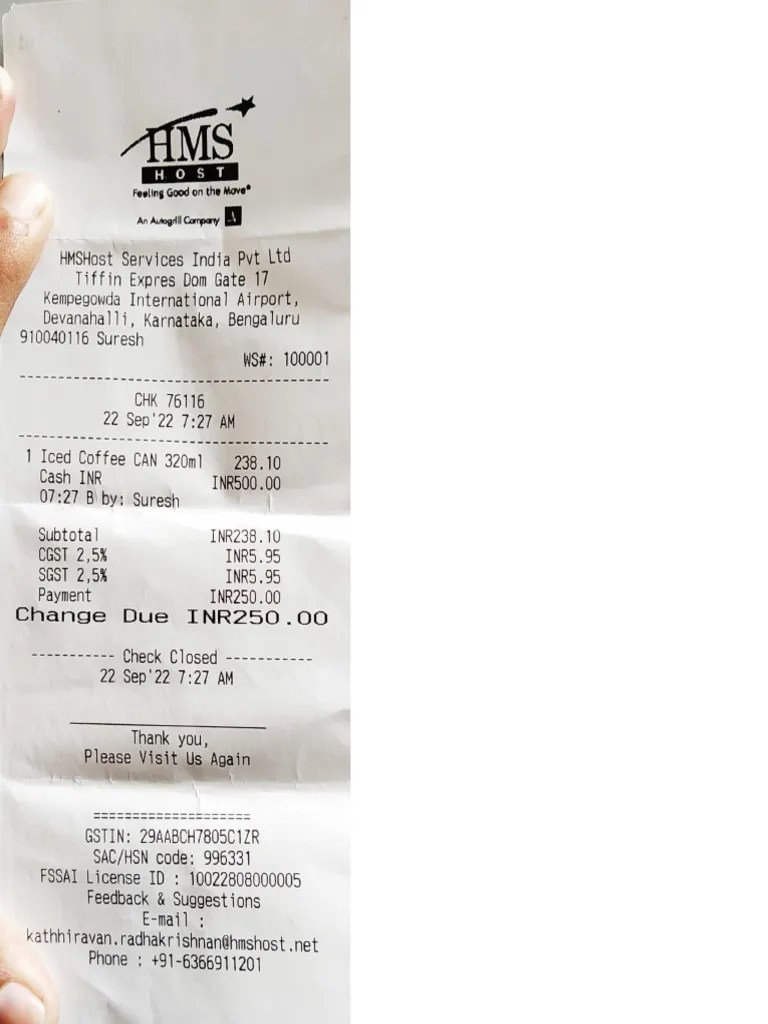 HMS
HOST
Feeling Good on the Move®
An Autogrill Company A
HMSHost Services India Pvt Ltd
Tiffin Expres Dom Gate 17
Kempegowda International Airport,
Devanahalli, Karnataka, Bengaluru
910040116 Suresh
WS#: 100001
--------------------------------------
CHK 76116
22 Sep'22 7:27 AM
--------------------------------------
1 Iced Coffee CAN 320ml 238.10
Cash INR INR500.00
07:27 B by: Suresh
Subtotal INR238.10
CGST 2,5% INR5.95
SGST 2,5% INR5.95
Payment INR250.00
Change Due INR250.00
----------- Check Closed -----------
22 Sep'22 7:27 AM
Thank you,
Please Visit Us Again
====================
GSTIN: 29AABCH7805C1ZR
SAC/HSN code: 996331
FSSAI License ID : 10022808000005
Feedback & Suggestions
E-mail :
kathhiravan.radhakrishnan@hmshost.net
Phone : +91-6366911201